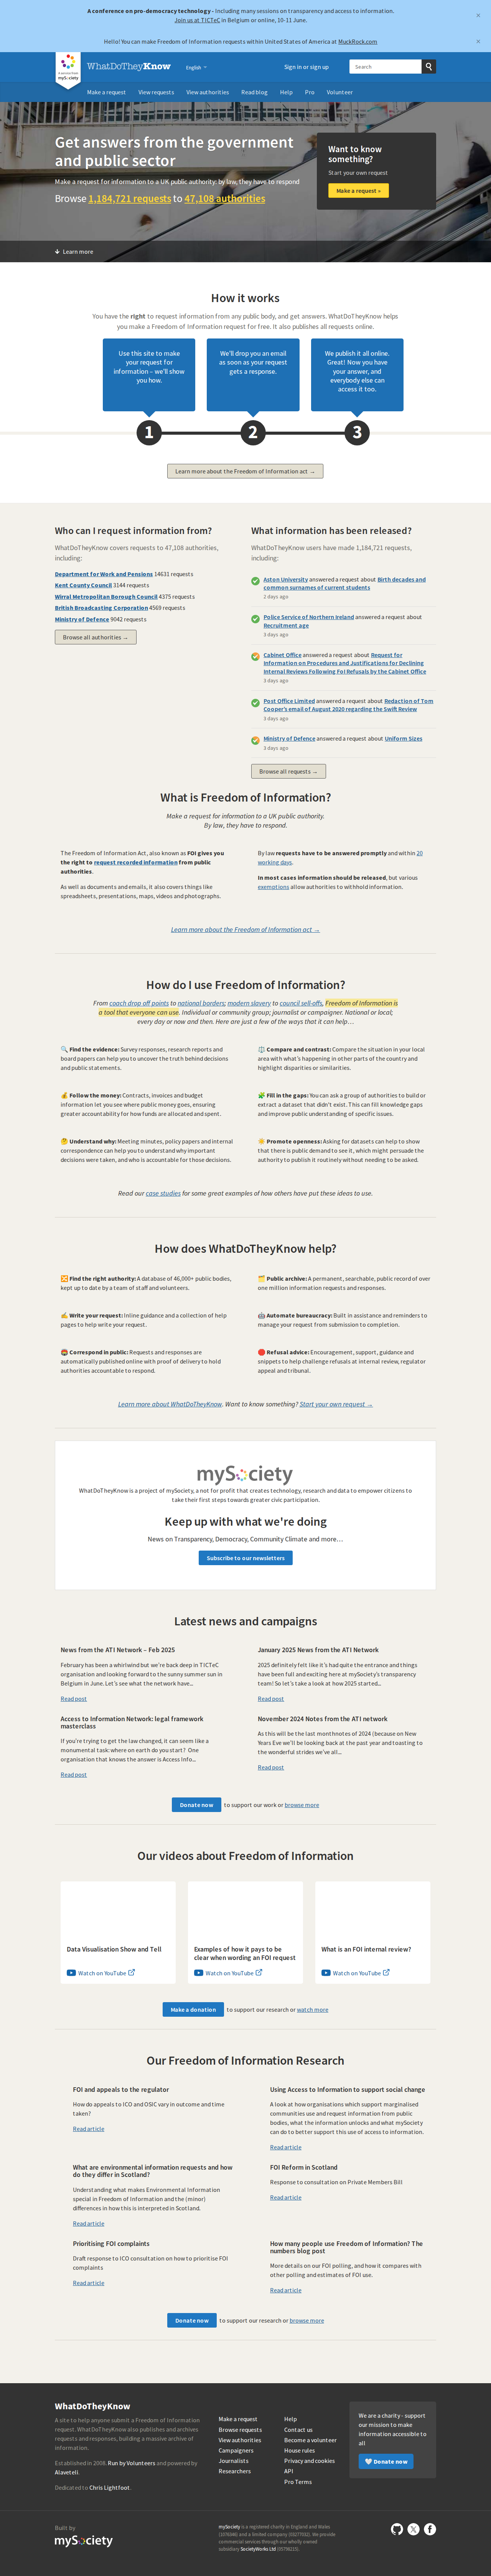 A conference on pro-democracy technology - Including many sessions on transparency and access to information.
Join us at TICTeC in Belgium or online, 10-11 June.
×
Hello! You can make Freedom of Information requests within United States of America at MuckRock.com
×
WhatDoTheyKnow
English
Sign in or sign up
Search
Make a request
View requests
View authorities
Read blog
Help
Pro
Volunteer
Get answers from the government
and public sector
Make a request for information to a UK public authority: by law, they have to respond
Browse 1,184,721 requests to 47,108 authorities
Want to know
something?
Start your own request
Make a request »
Learn more
How it works
You have the right to request information from any public body, and get answers. WhatDoTheyKnow helps
you make a Freedom of Information request for free. It also publishes all requests online.
Use this site to make
your request for
information – we'll show
you how.
We'll drop you an email
as soon as your request
gets a response.
We publish it all online.
Great! Now you have
your answer, and
everybody else can
access it too.
1
2
3
Learn more about the Freedom of Information act →
Who can I request information from?
WhatDoTheyKnow covers requests to 47,108 authorities,
including:
Department for Work and Pensions 14631 requests
Kent County Council 3144 requests
Wirral Metropolitan Borough Council 4375 requests
British Broadcasting Corporation 4569 requests
Ministry of Defence 9042 requests
Browse all authorities →
What information has been released?
WhatDoTheyKnow users have made 1,184,721 requests,
including:
Aston University answered a request about Birth decades and
common surnames of current students
2 days ago
Police Service of Northern Ireland answered a request about
Recruitment age
3 days ago
Cabinet Office answered a request about Request for
Information on Procedures and Justifications for Declining
Internal Reviews Following FoI Refusals by the Cabinet Office
3 days ago
Post Office Limited answered a request about Redaction of Tom
Cooper's email of August 2020 regarding the Swift Review
3 days ago
Ministry of Defence answered a request about Uniform Sizes
3 days ago
Browse all requests →
What is Freedom of Information?
Make a request for information to a UK public authority.
By law, they have to respond.
The Freedom of Information Act, also known as FOI gives you
the right to request recorded information from public
authorities.
As well as documents and emails, it also covers things like
spreadsheets, presentations, maps, videos and photographs.
By law requests have to be answered promptly and within 20
working days.
In most cases information should be released, but various
exemptions allow authorities to withhold information.
Learn more about the Freedom of Information act →
How do I use Freedom of Information?
From coach drop off points to national borders; modern slavery to council sell-offs, Freedom of Information is
a tool that everyone can use. Individual or community group; journalist or campaigner. National or local;
every day or now and then. Here are just a few of the ways that it can help…
🔍 Find the evidence: Survey responses, research reports and
board papers can help you to uncover the truth behind decisions
and public statements.
⚖️ Compare and contrast: Compare the situation in your local
area with what's happening in other parts of the country and
highlight disparities or similarities.
💰 Follow the money: Contracts, invoices and budget
information let you see where public money goes, ensuring
greater accountability for how funds are allocated and spent.
🧩 Fill in the gaps: You can ask a group of authorities to build or
extract a dataset that didn't exist. This can fill knowledge gaps
and improve public understanding of specific issues.
🤔 Understand why: Meeting minutes, policy papers and internal
correspondence can help you to understand why important
decisions were taken, and who is accountable for those decisions.
☀️ Promote openness: Asking for datasets can help to show
that there is public demand to see it, which might persuade the
authority to publish it routinely without needing to be asked.
Read our case studies for some great examples of how others have put these ideas to use.
How does WhatDoTheyKnow help?
🔀 Find the right authority: A database of 46,000+ public bodies,
kept up to date by a team of staff and volunteers.
🗂️ Public archive: A permanent, searchable, public record of over
one million information requests and responses.
✍️ Write your request: Inline guidance and a collection of help
pages to help write your request.
🤖 Automate bureaucracy: Built in assistance and reminders to
manage your request from submission to completion.
📯 Correspond in public: Requests and responses are
automatically published online with proof of delivery to hold
authorities accountable to respond.
🛑 Refusal advice: Encouragement, support, guidance and
snippets to help challenge refusals at internal review, regulator
appeal and tribunal.
Learn more about WhatDoTheyKnow. Want to know something? Start your own request →
mySociety
WhatDoTheyKnow is a project of mySociety, a not for profit that creates technology, research and data to empower citizens to
take their first steps towards greater civic participation.
Keep up with what we're doing
News on Transparency, Democracy, Community Climate and more…
Subscribe to our newsletters
Latest news and campaigns
News from the ATI Network – Feb 2025
February has been a whirlwind but we're back deep in TICTeC
organisation and looking forward to the sunny summer sun in
Belgium in June. Let's see what the network have...
Read post
January 2025 News from the ATI Network
2025 definitely felt like it's had quite the entrance and things
have been full and exciting here at mySociety's transparency
team! So let's take a look at how 2025 started...
Read post
Access to Information Network: legal framework
masterclass
If you're trying to get the law changed, it can seem like a
monumental task: where on earth do you start?  One
organisation that knows the answer is Access Info...
Read post
November 2024 Notes from the ATI network
As this will be the last monthnotes of 2024 (because on New
Years Eve we'll be looking back at the past year and toasting to
the wonderful strides we've all...
Read post
Donate now to support our work or browse more
Our videos about Freedom of Information
Data Visualisation Show and Tell
Watch on YouTube
Examples of how it pays to be
clear when wording an FOI request
Watch on YouTube
What is an FOI internal review?
Watch on YouTube
Make a donation to support our research or watch more
Our Freedom of Information Research
FOI and appeals to the regulator
How do appeals to ICO and OSIC vary in outcome and time
taken?
Read article
Using Access to Information to support social change
A look at how organisations which support marginalised
communities use and request information from public
bodies, what the information unlocks and what mySociety
can do to better support this use of access to information.
Read article
What are environmental information requests and how
do they differ in Scotland?
Understanding what makes Environmental Information
special in Freedom of Information and the (minor)
differences in how this is interpreted in Scotland.
Read article
FOI Reform in Scotland
Response to consultation on Private Members Bill
Read article
Prioritising FOI complaints
Draft response to ICO consultation on how to prioritise FOI
complaints
Read article
How many people use Freedom of Information? The
numbers blog post
More details on our FOI polling, and how it compares with
other polling and estimates of FOI use.
Read article
Donate now to support our research or browse more
WhatDoTheyKnow
A site to help anyone submit a Freedom of Information
request. WhatDoTheyKnow also publishes and archives
requests and responses, building a massive archive of
information.
Established in 2008. Run by Volunteers and powered by
Alaveteli.
Dedicated to Chris Lightfoot.
Make a request
Browse requests
View authorities
Campaigners
Journalists
Researchers
Help
Contact us
Become a volunteer
House rules
Privacy and cookies
API
Pro Terms
We are a charity - support
our mission to make
information accessible to
all
🤍 Donate now
Built by
mySociety
mySociety is a registered charity in England and Wales
(1076346) and a limited company (03277032). We provide
commercial services through our wholly owned
subsidiary SocietyWorks Ltd (05798215).